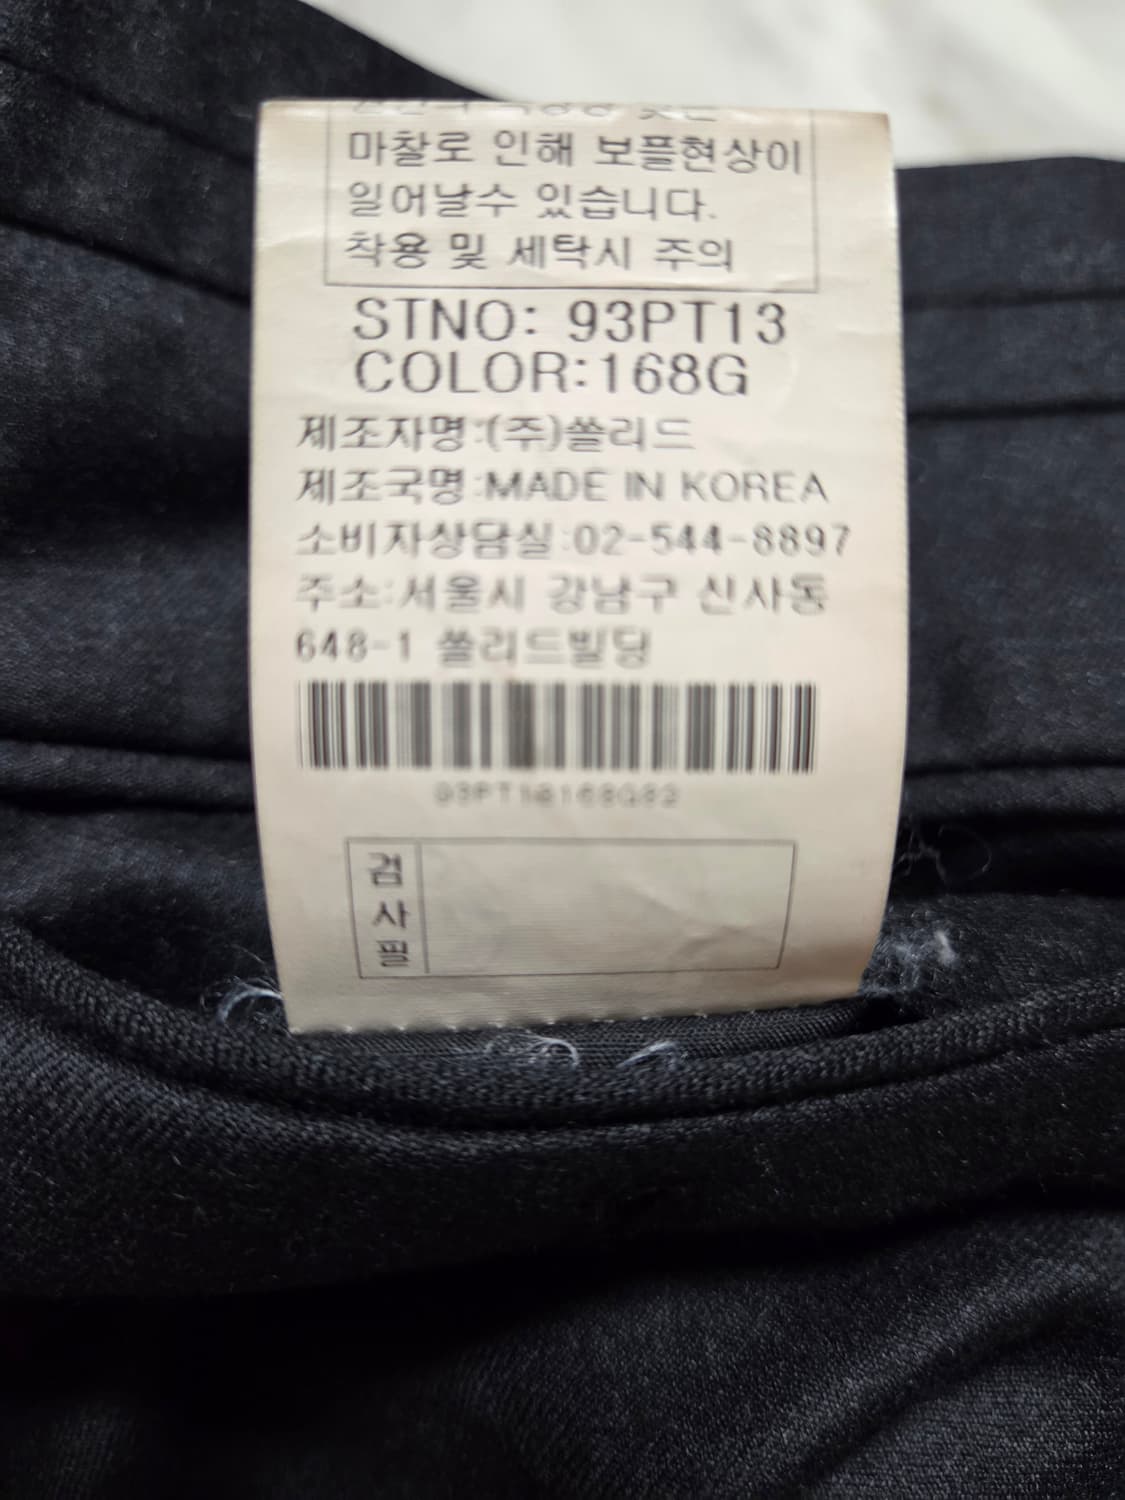 마찰로 인해 보플현상이
일어날수 있습니다.
착용 및 세탁시 주의
STNO: 93PT13
COLOR:168G
제조자명:(주)쏠리드
제조국명:MADE IN KOREA
소비자상담실:02-544-8897
주소:서울시 강남구 신사동
648-1 쏠리드빌딩
검
사
필